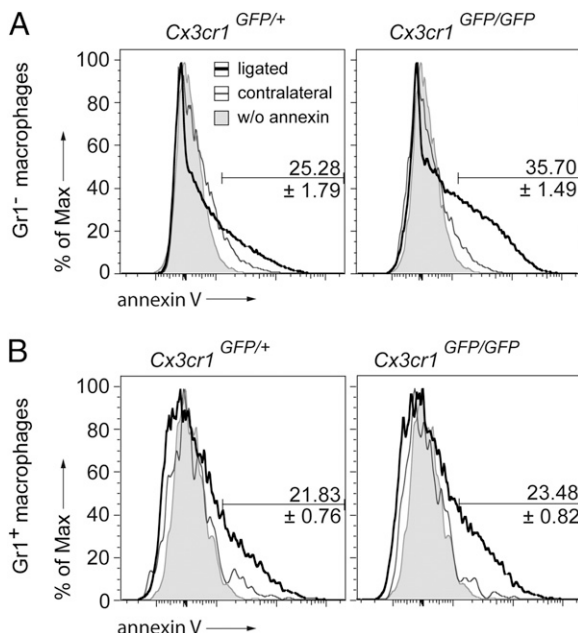 A
Cx3cr1 GFP/+
Cx3cr1 GFP/GFP
Gr1⁻ macrophages
% of Max
100
80
60
40
20
0
ligated
contralateral
w/o annexin
25.28
± 1.79
35.70
± 1.49
annexin V
B
Cx3cr1 GFP/+
Cx3cr1 GFP/GFP
Gr1⁺ macrophages
% of Max
100
80
60
40
20
0
21.83
± 0.76
23.48
± 0.82
annexin V